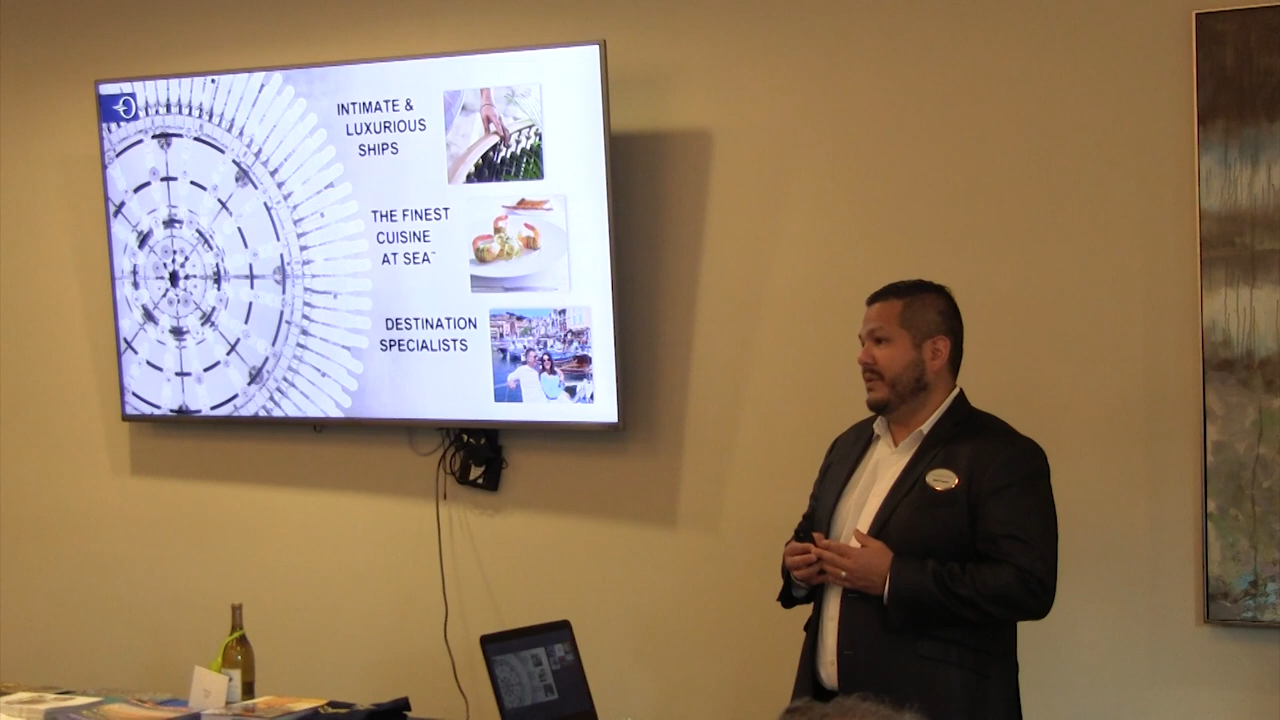 INTIMATE &
LUXURIOUS
SHIPS
THE FINEST
CUISINE
AT SEA™
DESTINATION
SPECIALISTS